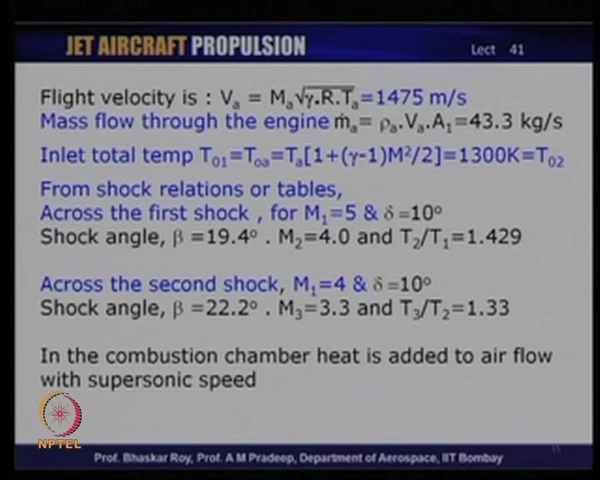 JET AIRCRAFT PROPULSION Lect 41
Flight velocity is : Vₐ = Mₐ√γ.R.Tₐ=1475 m/s
Mass flow through the engine ṁₐ= ρₐ.Vₐ.A₁=43.3 kg/s
Inlet total temp T₀₁=T₀ₐ=Tₐ[1+(γ-1)M²/2]=1300K=T₀₂
From shock relations or tables,
Across the first shock , for M₁=5 & δ =10°
Shock angle, β =19.4° . M₂=4.0 and T₂/T₁=1.429
Across the second shock, M₁=4 & δ =10°
Shock angle, β =22.2° . M₃=3.3 and T₃/T₂=1.33
In the combustion chamber heat is added to air flow
with supersonic speed
NPTEL
Prof. Bhaskar Roy, Prof. A M Pradeep, Department of Aerospace, IIT Bombay
15